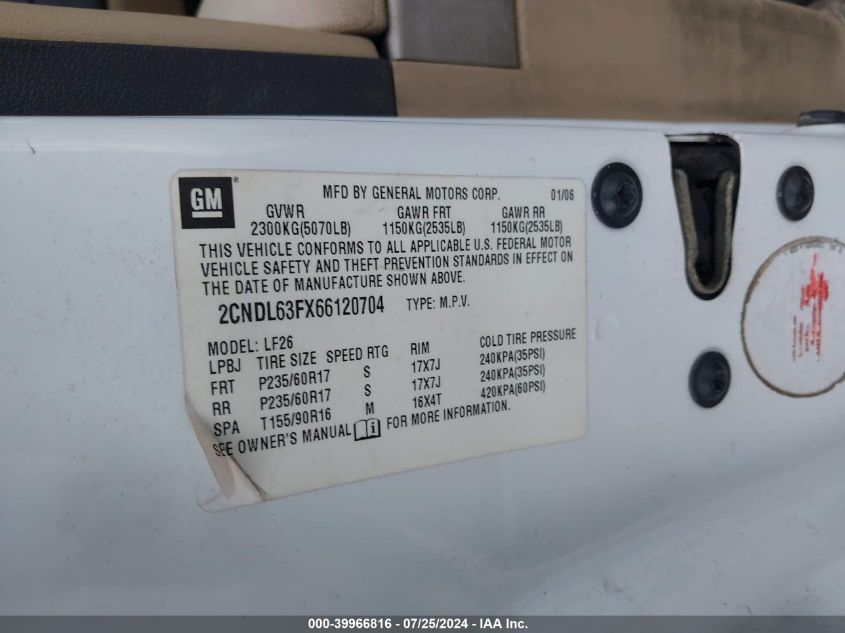 GM ® MFD BY GENERAL MOTORS CORP. 01/06
GVWR GAWR FRT GAWR RR
2300KG(5070LB) 1150KG(2535LB) 1150KG(2535LB)
THIS VEHICLE CONFORMS TO ALL APPLICABLE U.S. FEDERAL MOTOR
VEHICLE SAFETY AND THEFT PREVENTION STANDARDS IN EFFECT ON
THE DATE OF MANUFACTURE SHOWN ABOVE.
2CNDL63FX66120704 TYPE: M.P.V.
MODEL: LF26
LPBJ TIRE SIZE SPEED RTG RIM COLD TIRE PRESSURE
FRT P235/60R17 S 17X7J 240KPA(35PSI)
RR P235/60R17 S 17X7J 240KPA(35PSI)
SPA T155/90R16 M 16X4T 420KPA(60PSI)
SEE OWNER'S MANUAL FOR MORE INFORMATION.
000-39966816 - 07/25/2024 - IAA Inc.